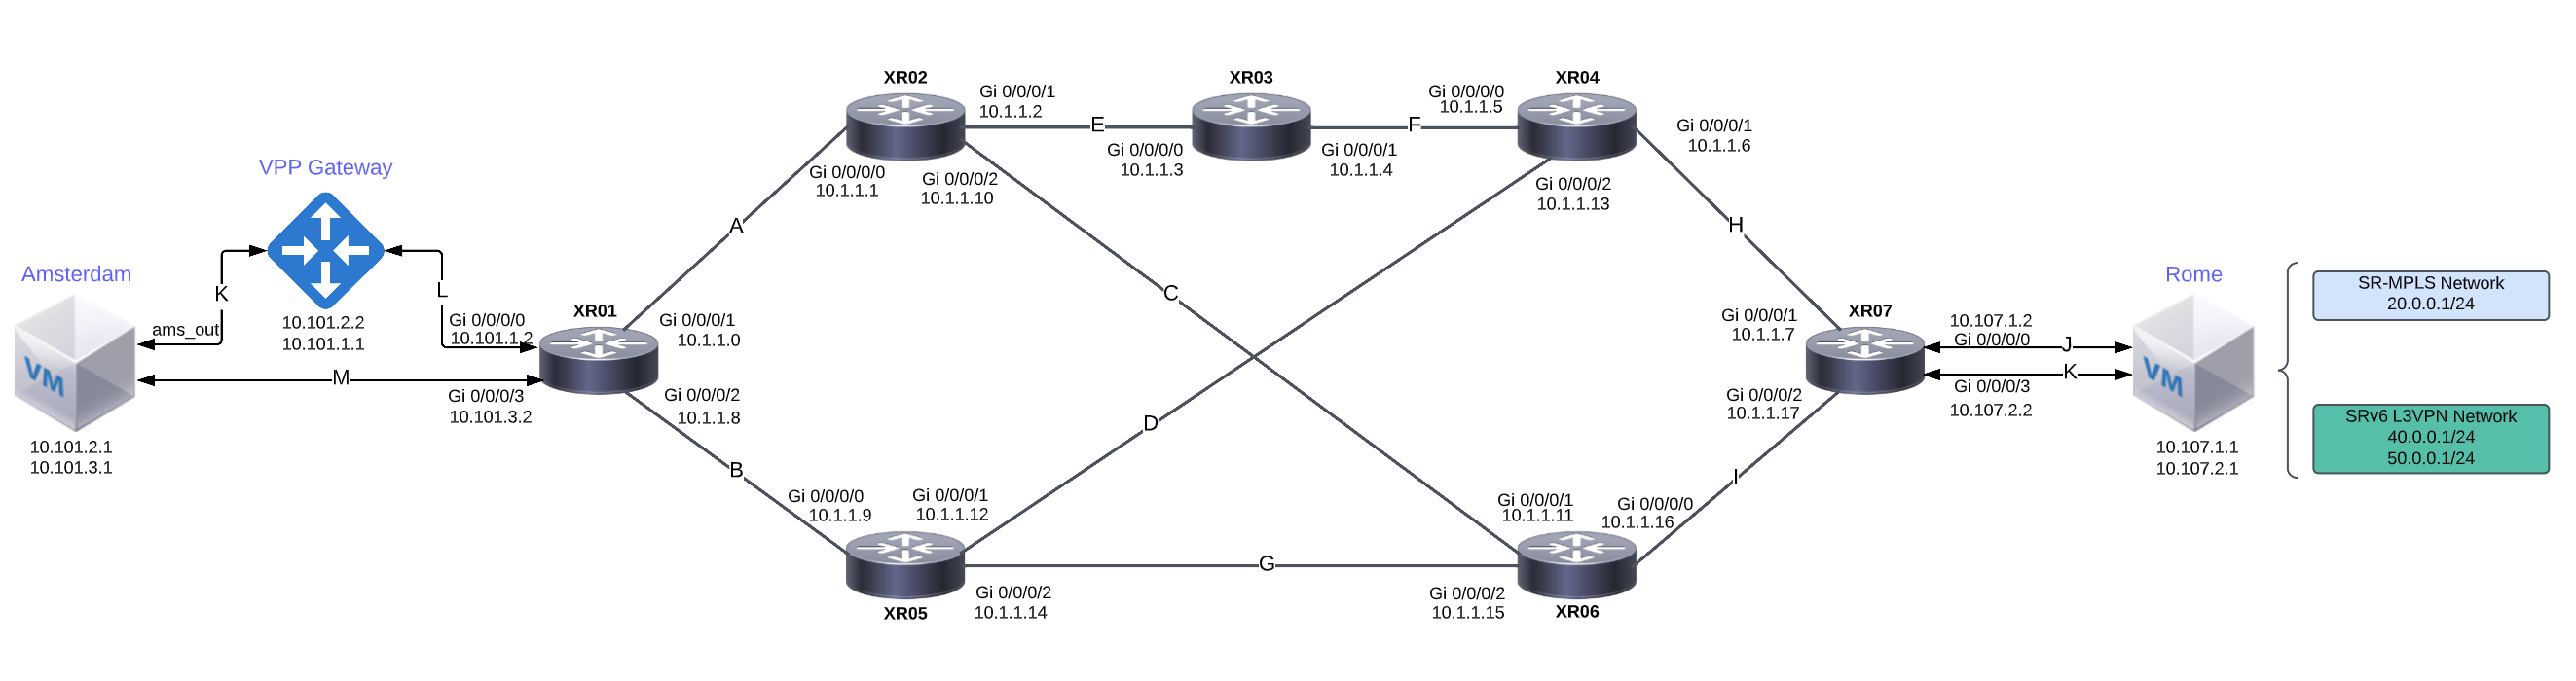 XR02
XR03
XR04
Gi 0/0/0/1
10.1.1.2
E
F
Gi 0/0/0/0
10.1.1.5
Gi 0/0/0/1
10.1.1.6
Gi 0/0/0/0
10.1.1.3
Gi 0/0/0/1
10.1.1.4
Gi 0/0/0/0
10.1.1.1
Gi 0/0/0/2
10.1.1.10
Gi 0/0/0/2
10.1.1.13
VPP Gateway
A
H
Amsterdam
K
L
C
Rome
SR-MPLS Network
20.0.0.1/24
ams_out
10.101.2.2
10.101.1.1
Gi 0/0/0/0
10.101.1.2
XR01
Gi 0/0/0/1
10.1.1.0
Gi 0/0/0/1
10.1.1.7
XR07
10.107.1.2
Gi 0/0/0/0
J
VM
M
Gi 0/0/0/3
10.101.3.2
Gi 0/0/0/2
10.1.1.8
Gi 0/0/0/2
10.1.1.17
K
Gi 0/0/0/3
10.107.2.2
VM
SRv6 L3VPN Network
40.0.0.1/24
50.0.0.1/24
D
10.101.2.1
10.101.3.1
10.107.1.1
10.107.2.1
B
I
Gi 0/0/0/0
10.1.1.9
Gi 0/0/0/1
10.1.1.12
Gi 0/0/0/1
10.1.1.11
Gi 0/0/0/0
10.1.1.16
G
XR05
Gi 0/0/0/2
10.1.1.14
Gi 0/0/0/2
10.1.1.15
XR06